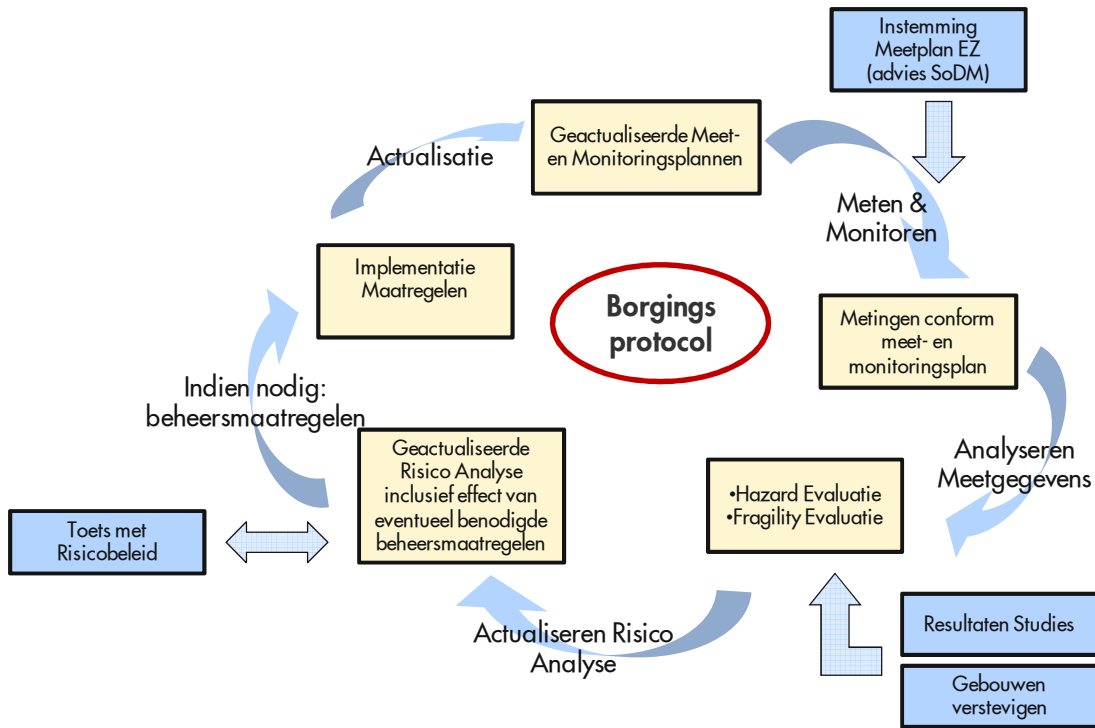 Instemming
Meetplan EZ
(advies SoDM)
Geactualiseerde Meet-
en Monitoringsplannen
Actualisatie
Meten &
Monitoren
Implementatie
Maatregelen
Borgings
protocol
Metingen conform
meet- en
monitoringsplan
Indien nodig:
beheersmaatregelen
Geactualiseerde
Risico Analyse
inclusief effect van
eventueel benodigde
beheersmaatregelen
Analyseren
Meetgegevens
•Hazard Evaluatie
•Fragility Evaluatie
Toets met
Risicobeleid
Actualiseren Risico
Analyse
Resultaten Studies
Gebouwen
verstevigen